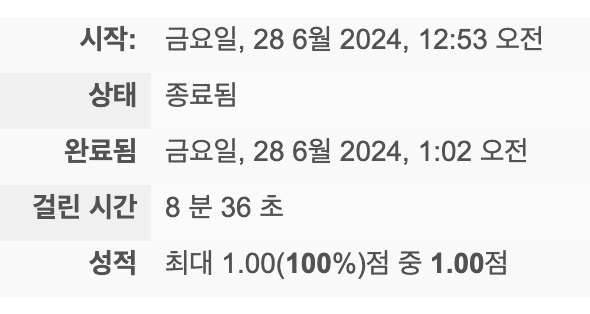 시작: 금요일, 28 6월 2024, 12:53 오전
상태 종료됨
완료됨 금요일, 28 6월 2024, 1:02 오전
걸린 시간 8 분 36 초
성적 최대 1.00(100%)점 중 1.00점